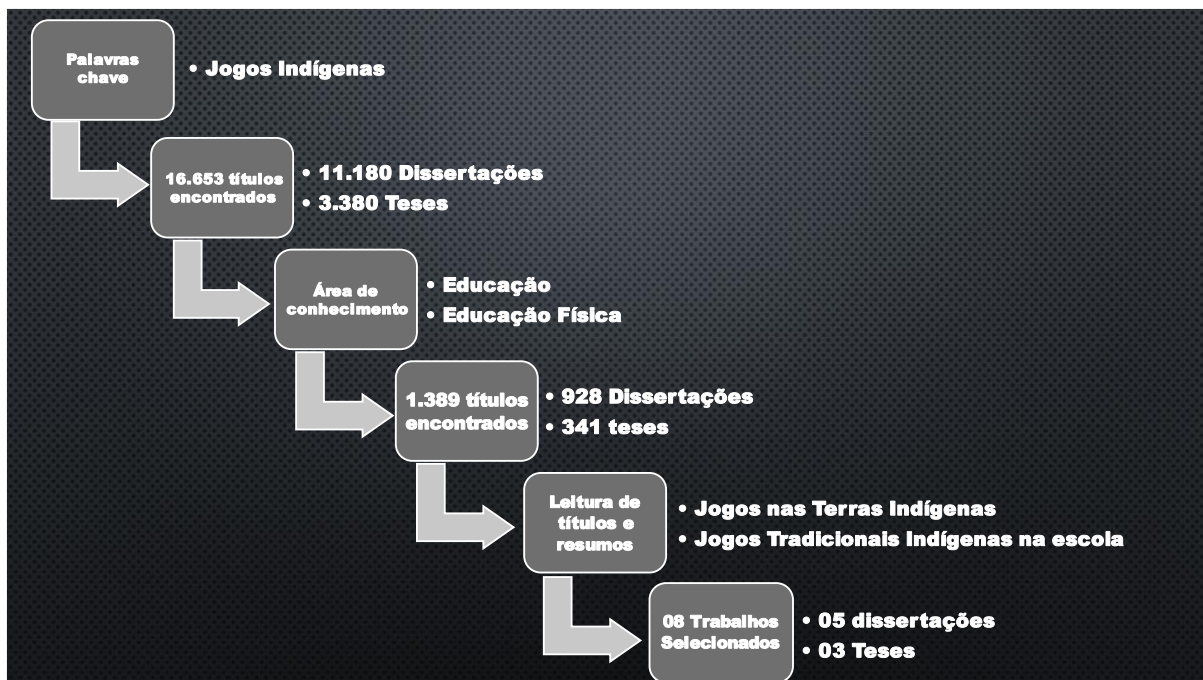 Palavras
chave
• Jogos Indígenas
16.653 títulos
encontrados
• 11.180 Dissertações
• 3.380 Teses
Área de
conhecimento
• Educação
• Educação Física
1.389 títulos
encontrados
• 928 Dissertações
• 341 teses
Leitura de
títulos e
resumos
• Jogos nas Terras Indígenas
• Jogos Tradicionais Indígenas na escola
08 Trabalhos
Selecionados
• 05 dissertações
• 03 Teses